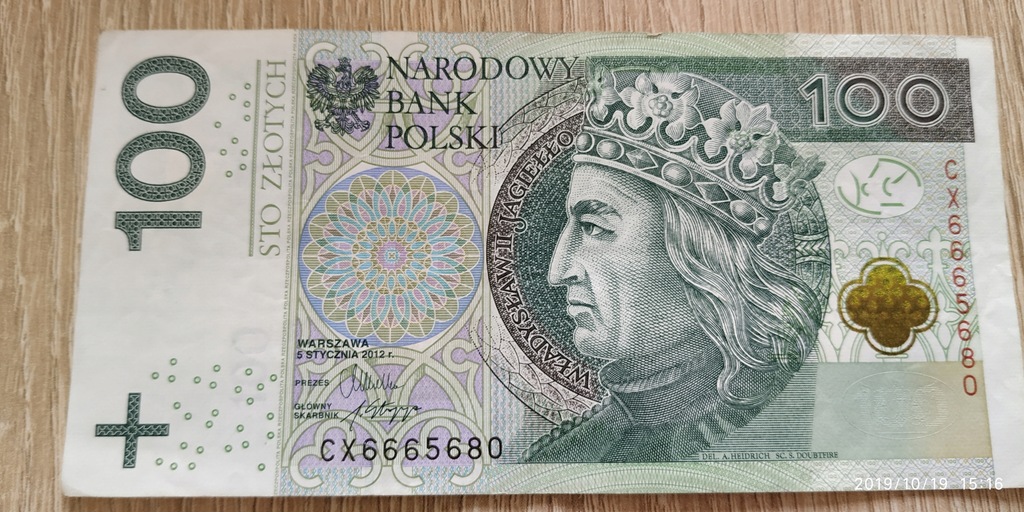 100
STO ZŁOTYCH
NARODOWY
BANK
POLSKI
100
WŁADYSŁAW II JAGIEŁŁO
CX6665680
WARSZAWA
5 STYCZNIA 2012 r.
PREZES
GŁÓWNY
SKARBNIK
CX6665680
DEL. A. HEIDRICH SC. S. DOUBTFIRE
2019/10/19 15:16